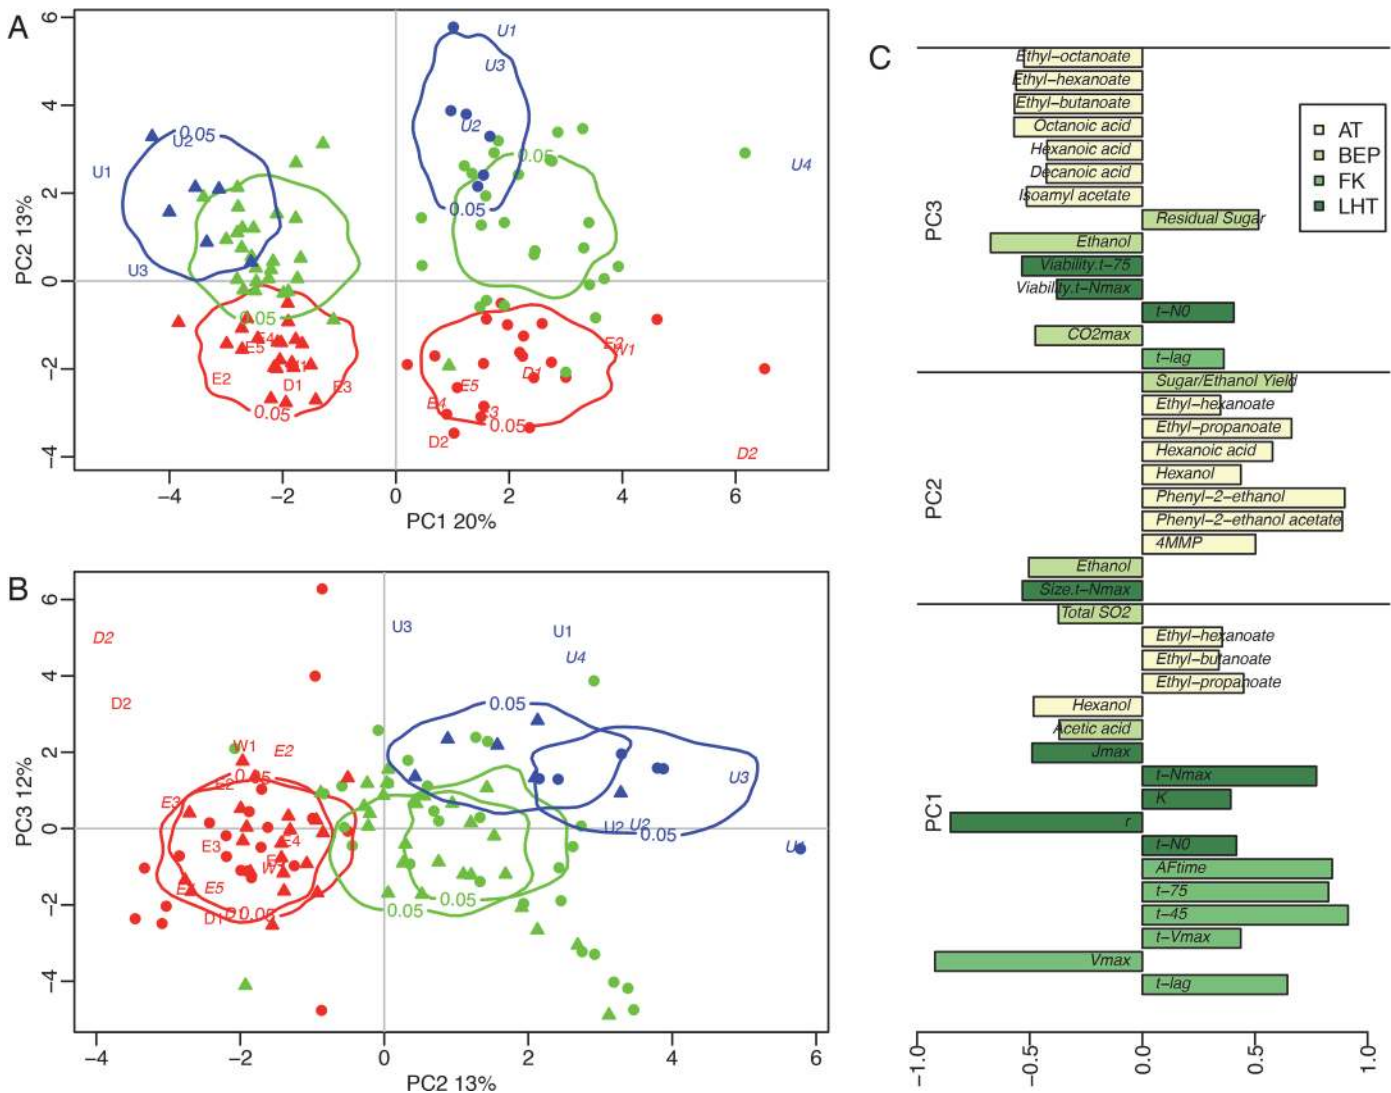 A
6
4
2
0
−2
−4
PC2 13%
U1
U3
U2
U4
0.05
U2
0.05
U1
0.05
U3
0.05
0.05
E4
E5
E2
D1
E3
0.05
E2
W1
D1
E5
E4
0.05
D2
D2
−4
−2
0
2
4
6
PC1 20%
B
6
4
2
0
−2
−4
PC3 12%
D2
U3
U1
U4
D2
0.05
W1
E2
0.05
E2
U3
E3
U2
U2
0.05
E3
E4
E5
0.05
0.05
D1
0.05
−4
−2
0
2
4
6
PC2 13%
C
PC3
Ethyl−octanoate
Ethyl−hexanoate
Ethyl−butanoate
Octanoic acid
Hexanoic acid
Decanoic acid
Isoamyl acetate
Residual Sugar
Ethanol
Viability.t−75
Viability.t−Nmax
t−N0
CO2max
t−lag
PC2
Sugar/Ethanol Yield
Ethyl−hexanoate
Ethyl−propanoate
Hexanoic acid
Hexanol
Phenyl−2−ethanol
Phenyl−2−ethanol acetate
4MMP
Ethanol
Size.t−Nmax
PC1
Total SO2
Ethyl−hexanoate
Ethyl−butanoate
Ethyl−propanoate
Hexanol
Acetic acid
Jmax
t−Nmax
K
r
t−N0
AFtime
t−75
t−45
t−Vmax
Vmax
t−lag
−1.0
−0.5
0.0
0.5
1.0
AT
BEP
FK
LHT